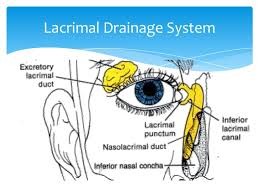 Lacrimal Drainage System
Excretory
lacrimal
duct
Lacrimal
punctum
Nasolacrimal duct
Inferior nasal concha
Inferior
lacrimal
canal